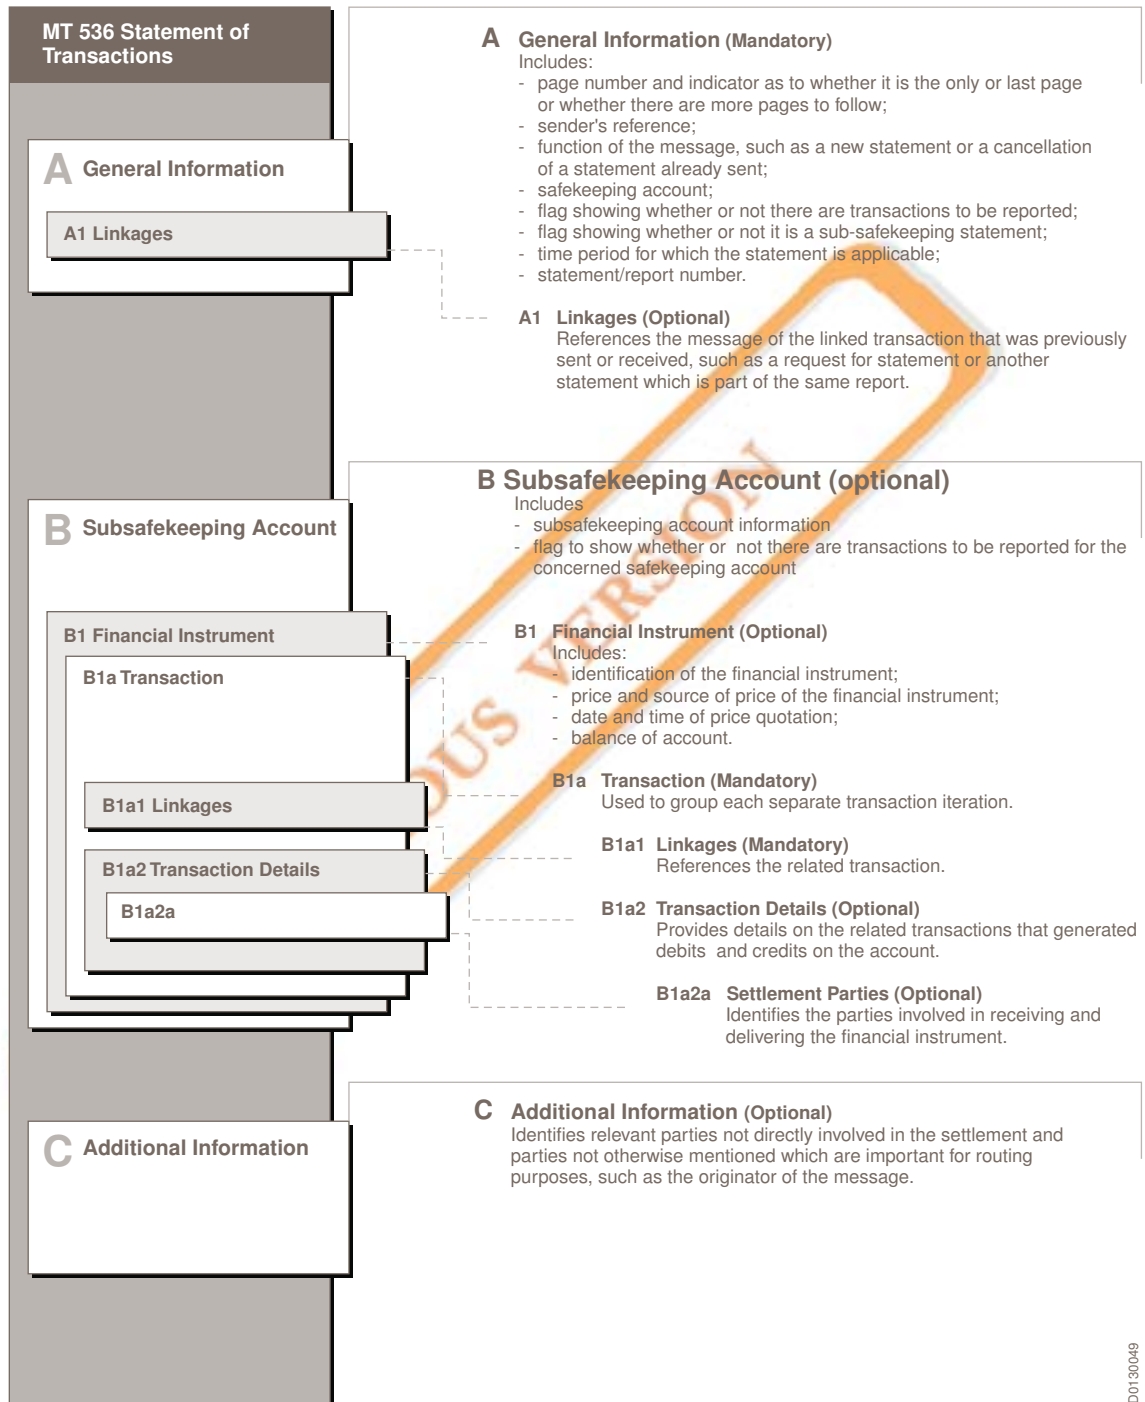 MT 536 Statement of
Transactions
A General Information
A1 Linkages
A General Information (Mandatory)
Includes:
- page number and indicator as to whether it is the only or last page
or whether there are more pages to follow;
- sender's reference;
- function of the message, such as a new statement or a cancellation
of a statement already sent;
- safekeeping account;
- flag showing whether or not there are transactions to be reported;
- flag showing whether or not it is a sub-safekeeping statement;
- time period for which the statement is applicable;
- statement/report number.
A1 Linkages (Optional)
References the message of the linked transaction that was previously
sent or received, such as a request for statement or another
statement which is part of the same report.
B Subsafekeeping Account
B1 Financial Instrument
B1a Transaction
B1a1 Linkages
B1a2 Transaction Details
B1a2a
B Subsafekeeping Account (optional)
Includes
- subsafekeeping account information
- flag to show whether or not there are transactions to be reported for the
concerned safekeeping account
B1 Financial Instrument (Optional)
Includes:
- identification of the financial instrument;
- price and source of price of the financial instrument;
- date and time of price quotation;
- balance of account.
B1a Transaction (Mandatory)
Used to group each separate transaction iteration.
B1a1 Linkages (Mandatory)
References the related transaction.
B1a2 Transaction Details (Optional)
Provides details on the related transactions that generated
debits and credits on the account.
B1a2a Settlement Parties (Optional)
Identifies the parties involved in receiving and
delivering the financial instrument.
C Additional Information
C Additional Information (Optional)
Identifies relevant parties not directly involved in the settlement and
parties not otherwise mentioned which are important for routing
purposes, such as the originator of the message.
D0130049
OUS VERSION